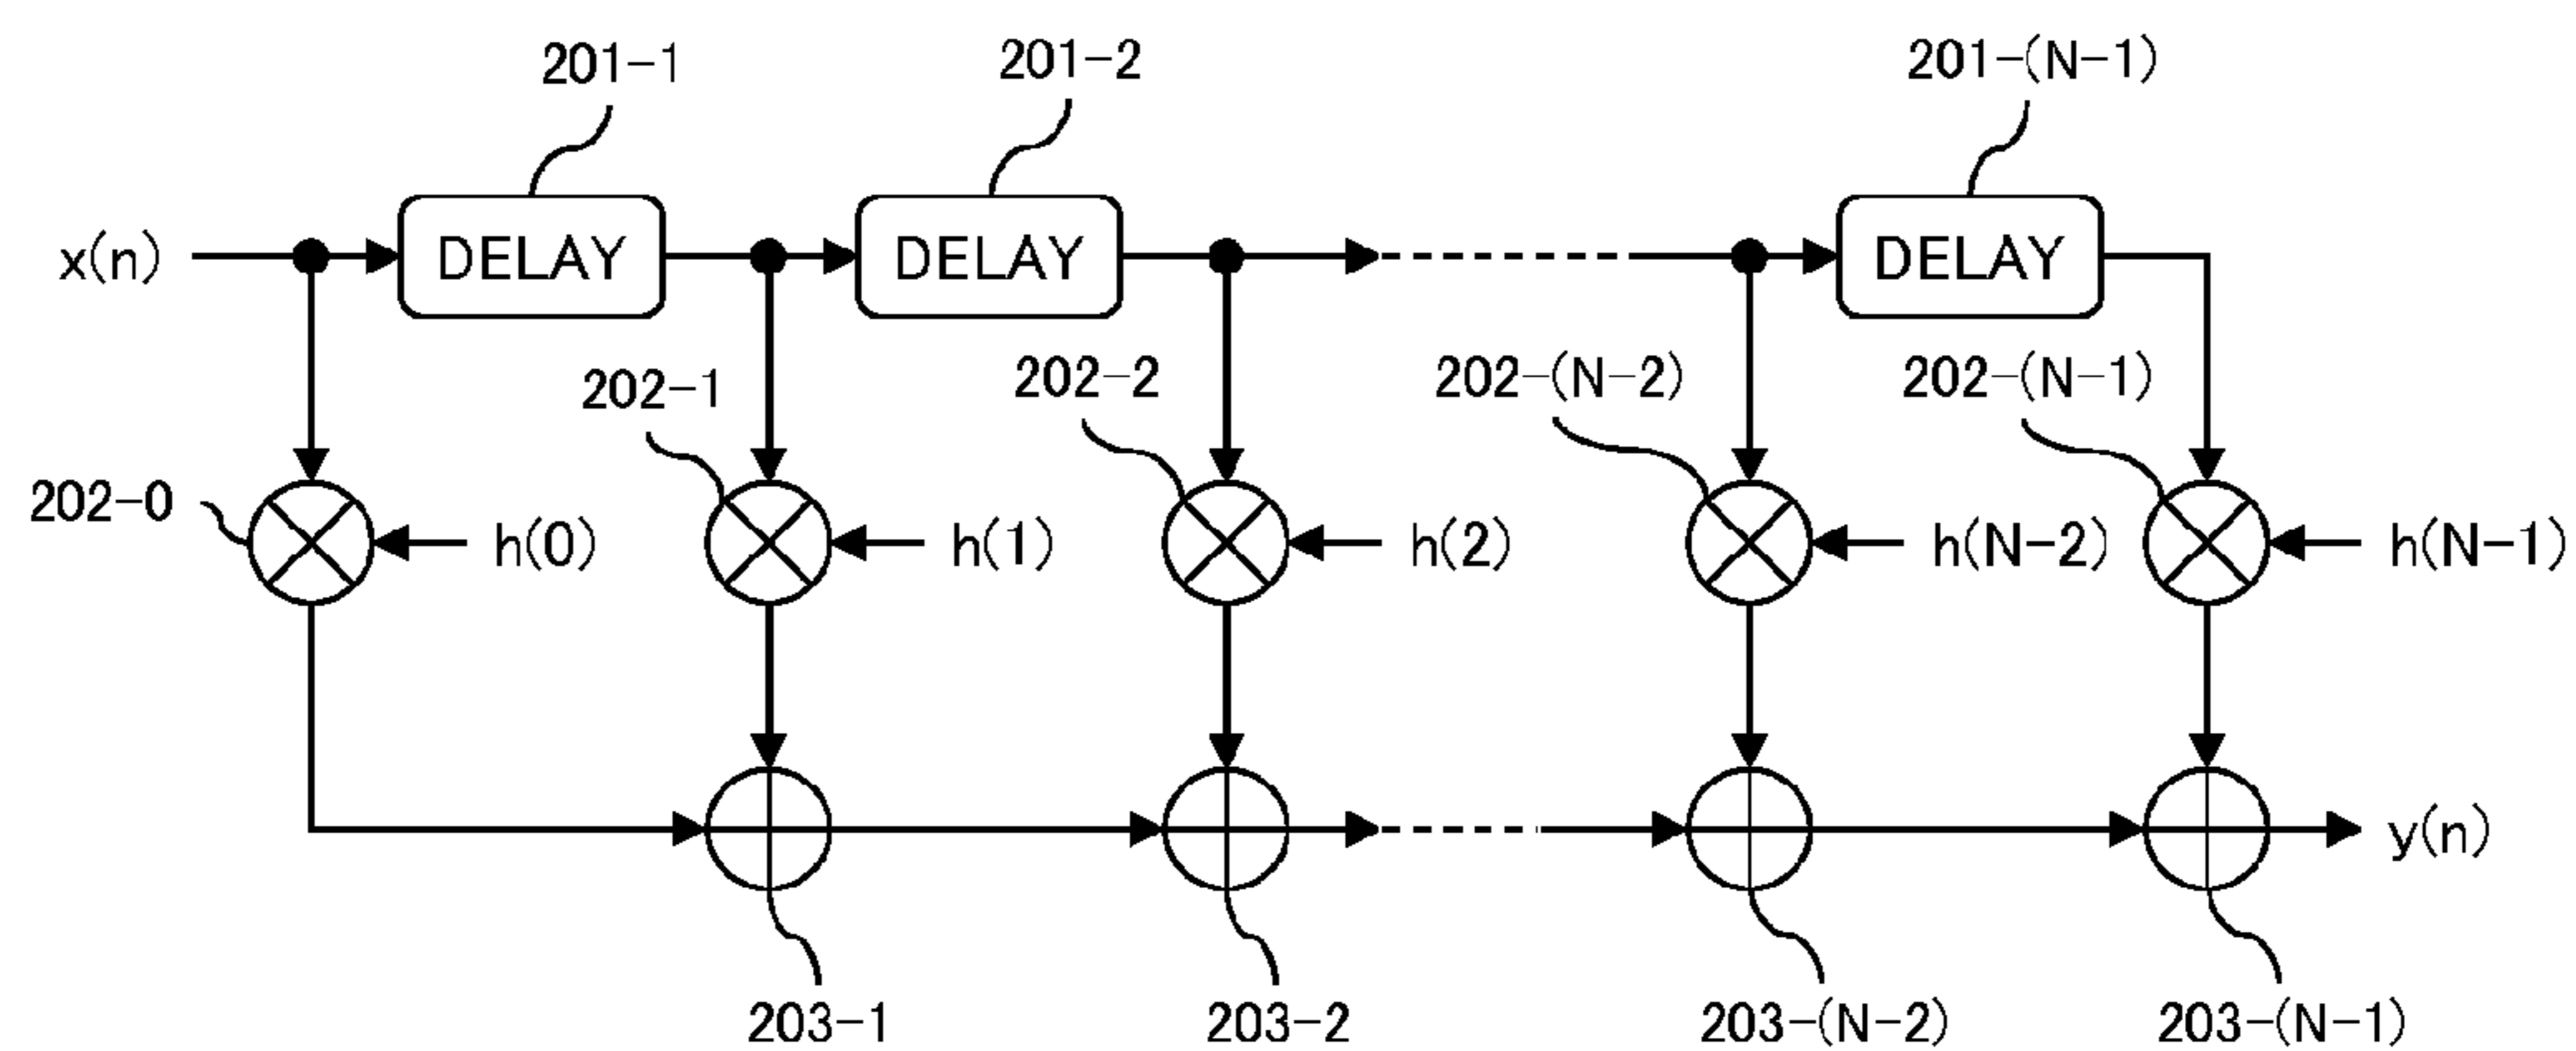 201-1
201-2
201-(N-1)
x(n)
DELAY
DELAY
DELAY
202-1
202-2
202-(N-2)
202-(N-1)
202-0
h(0)
h(1)
h(2)
h(N-2)
h(N-1)
y(n)
203-1
203-2
203-(N-2)
203-(N-1)